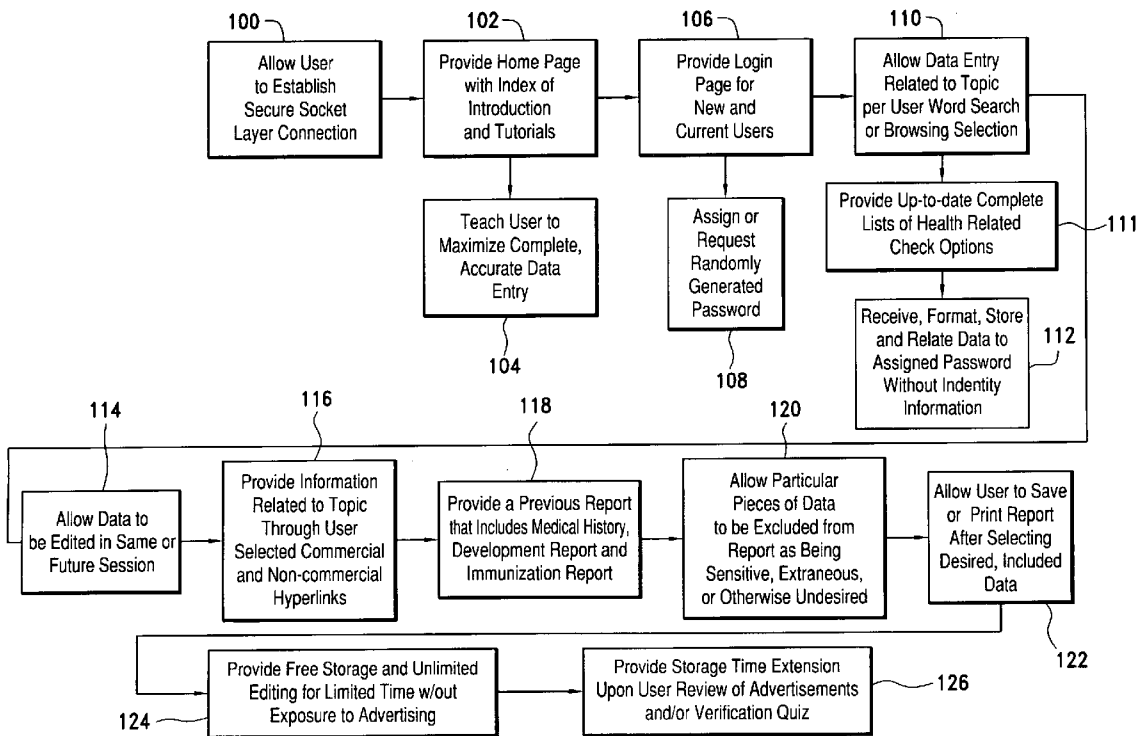 100
Allow User
to Establish
Secure Socket
Layer Connection
102
Provide Home Page
with Index of
Introduction
and Tutorials
106
Provide Login
Page for
New and
Current Users
110
Allow Data Entry
Related to Topic
per User Word Search
or Browsing Selection
Teach User to
Maximize Complete,
Accurate Data
Entry
104
Assign or
Request
Randomly
Generated
Password
108
Provide Up-to-date Complete
Lists of Health Related
Check Options
111
Receive, Format, Store
and Relate Data to
Assigned Password
Without Indentity
Information
112
114
Allow Data to
be Edited in Same or
Future Session
116
Provide Information
Related to Topic
Through User
Selected Commercial
and Non-commercial
Hyperlinks
118
Provide a Previous Report
that Includes Medical History,
Development Report and
Immunization Report
120
Allow Particular
Pieces of Data
to be Excluded from
Report as Being
Sensitive, Extraneous,
or Otherwise Undesired
Allow User to Save
or Print Report
After Selecting
Desired, Included
Data
122
Provide Free Storage and Unlimited
Editing for Limited Time w/out
Exposure to Advertising
124
Provide Storage Time Extension
Upon User Review of Advertisements
and/or Verification Quiz
126